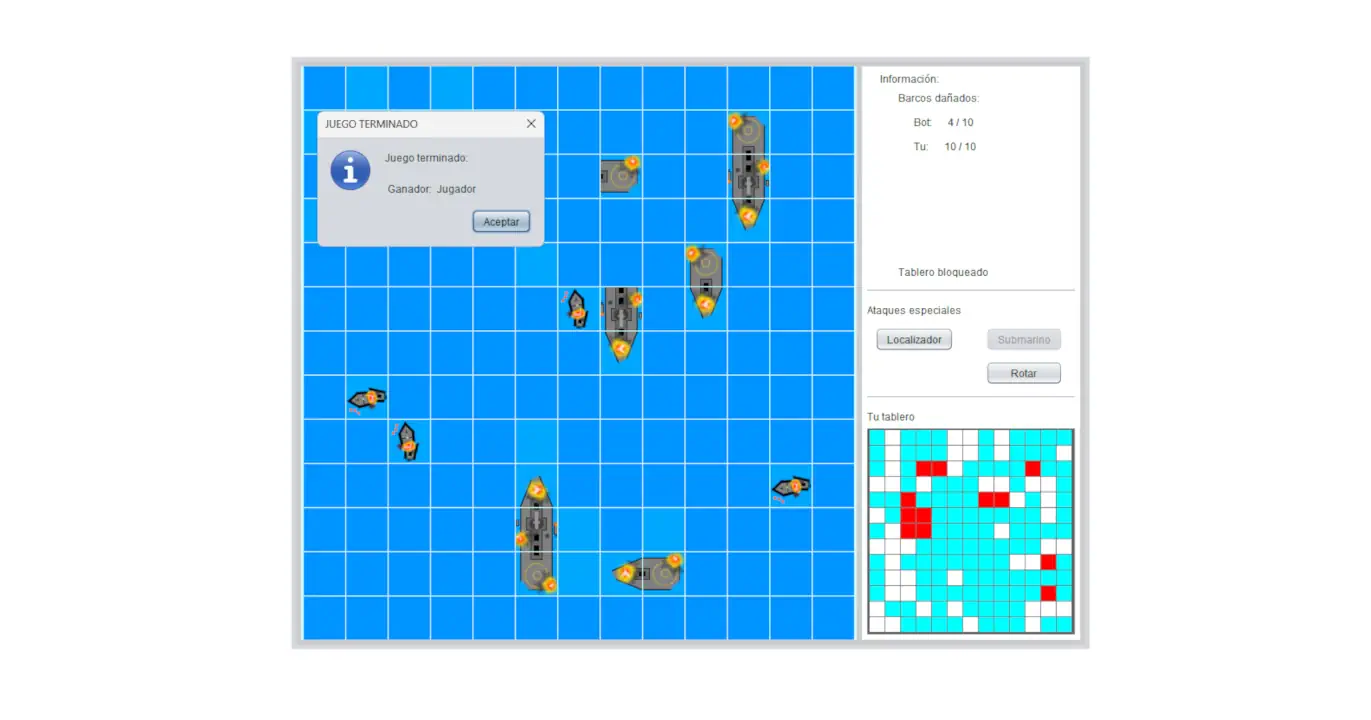 JUEGO TERMINADO
Juego terminado:
Ganador: Jugador
Aceptar
Información:
Barcos dañados:
Bot: 4 / 10
Tu: 10 / 10
Tablero bloqueado
Ataques especiales
Localizador
Submarino
Rotar
Tu tablero